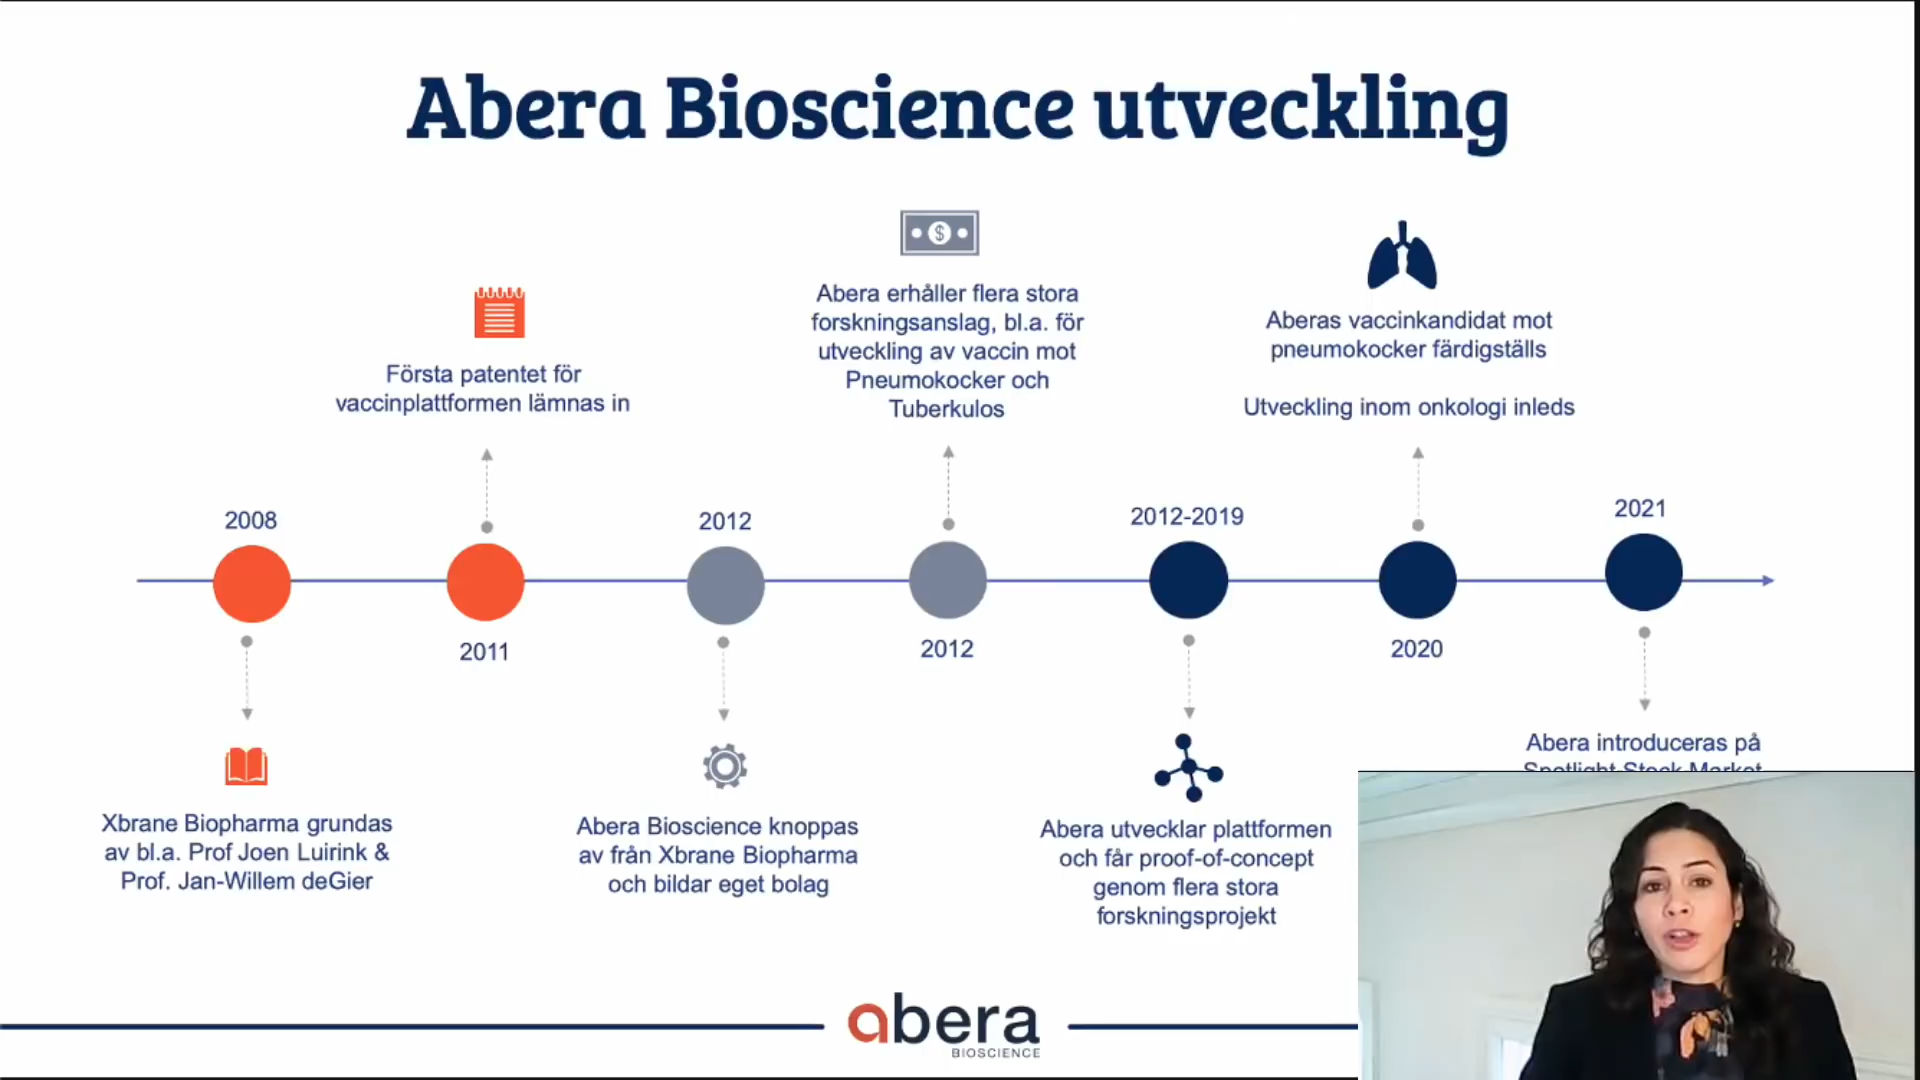 Abera Bioscience utveckling
2008
Xbrane Biopharma grundas
av bl.a. Prof Joen Luirink &
Prof. Jan-Willem deGier
Första patentet för
vaccinplattformen lämnas in
2011
2012
Abera Bioscience knoppas
av från Xbrane Biopharma
och bildar eget bolag
$
Abera erhåller flera stora
forskningsanslag, bl.a. för
utveckling av vaccin mot
Pneumokocker och
Tuberkulos
2012
2012-2019
Abera utvecklar plattformen
och får proof-of-concept
genom flera stora
forskningsprojekt
Aberas vaccinkandidat mot
pneumokocker färdigställs
Utveckling inom onkologi inleds
2020
2021
Abera introduceras på
Spotlight Stock Market
abera
BIOSCIENCE